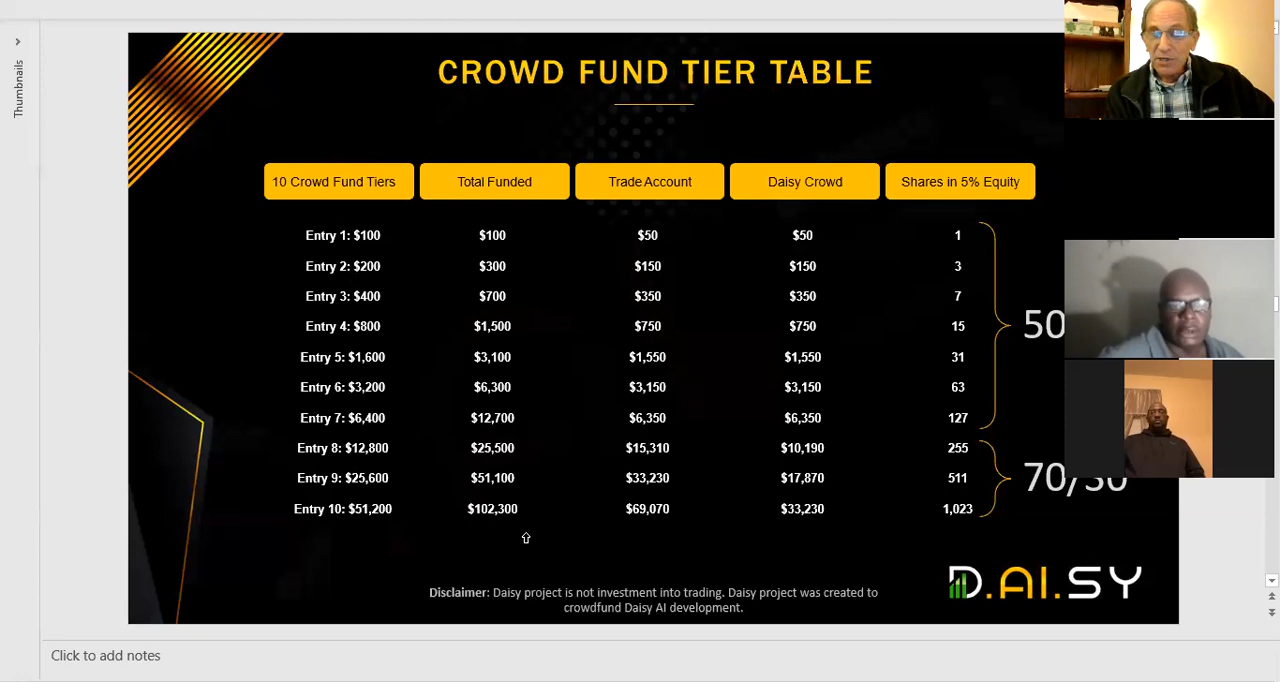 Thumbnails
CROWD FUND TIER TABLE
10 Crowd Fund Tiers Total Funded Trade Account Daisy Crowd Shares in 5% Equity
Entry 1: $100 $100 $50 $50 1
Entry 2: $200 $300 $150 $150 3
Entry 3: $400 $700 $350 $350 7
Entry 4: $800 $1,500 $750 $750 15
Entry 5: $1,600 $3,100 $1,550 $1,550 31
Entry 6: $3,200 $6,300 $3,150 $3,150 63
Entry 7: $6,400 $12,700 $6,350 $6,350 127
Entry 8: $12,800 $25,500 $15,310 $10,190 255
Entry 9: $25,600 $51,100 $33,230 $17,870 511
Entry 10: $51,200 $102,300 $69,070 $33,230 1,023
50
70/30
Disclaimer: Daisy project is not investment into trading. Daisy project was created to
crowdfund Daisy AI development.
D.AI.SY
Click to add notes